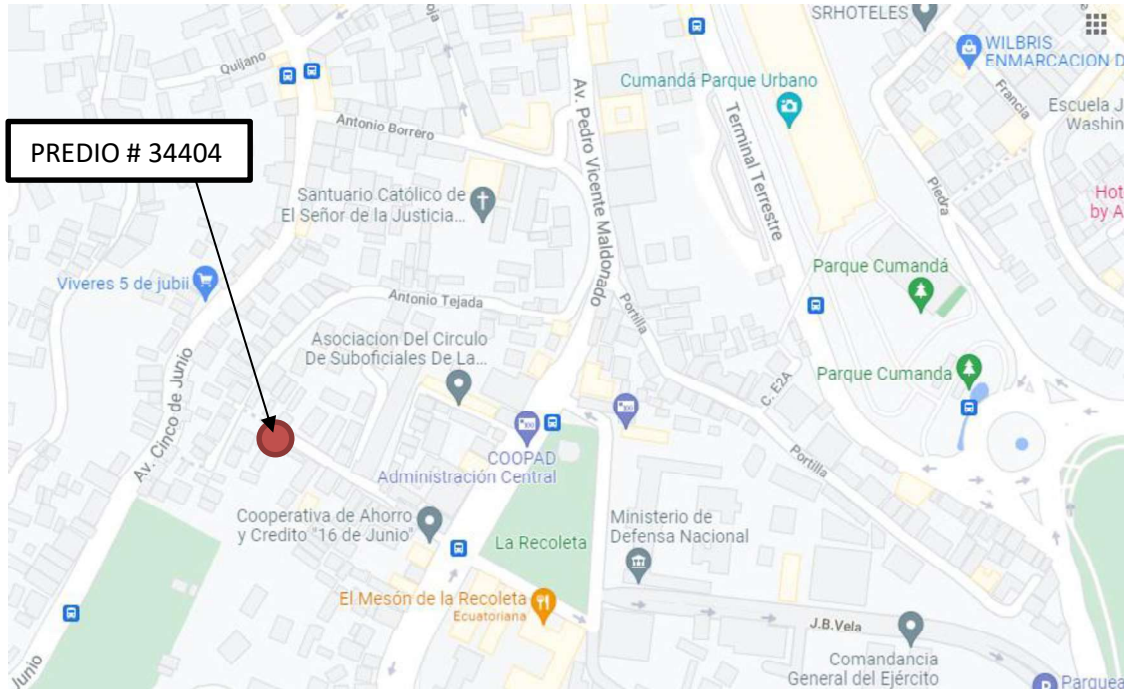 SRHOTELES
WILBRIS
ENMARCACION D
Quijano
Cumandá Parque Urbano
Av. Pedro Vicente Maldonado
Terminal Terrestre
Francia
Escuela J
Washin
Antonio Borrero
PREDIO # 34404
Santuario Católico de
El Señor de la Justicia...
Piedra
Hot
by A
Viveres 5 de jubii
Parque Cumandá
Antonio Tejada
Portilla
Asociacion Del Circulo
De Suboficiales De La...
Av. Cinco de Junio
Parque Cumanda
C. E2A
COOPAD
Administración Central
Portilla
Cooperativa de Ahorro
y Credito "16 de Junio"
Ministerio de
Defensa Nacional
La Recoleta
El Mesón de la Recoleta
Ecuatoriana
J.B.Vela
Comandancia
General del Ejército
Junio
Parquea